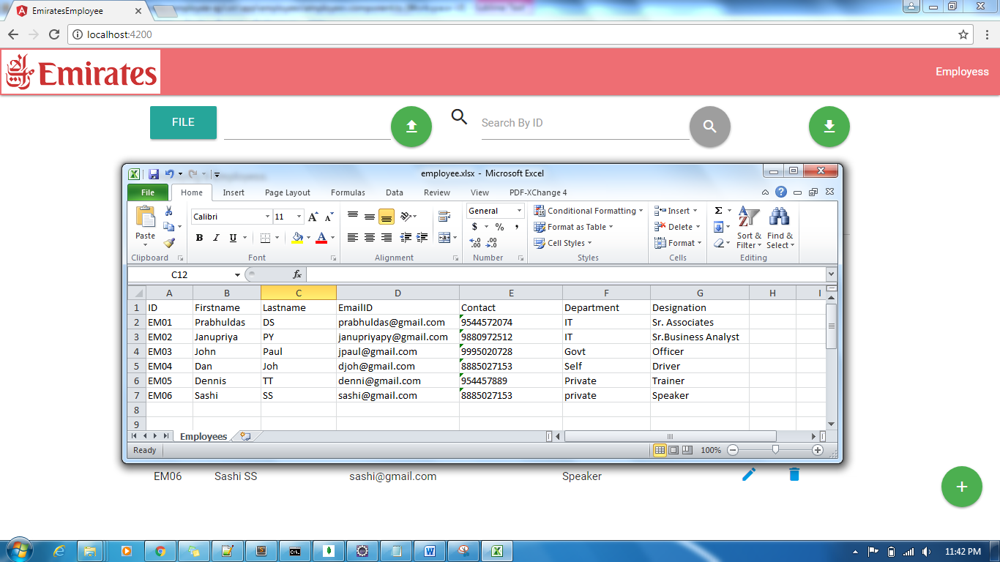 EmiratesEmployee
localhost:4200
Emirates
Employess
FILE
Search By ID
employee.xlsx - Microsoft Excel
File Home Insert Page Layout Formulas Data Review View PDF-XChange 4
Calibri 11
General
Conditional Formatting
Format as Table
Cell Styles
Insert
Delete
Format
Paste
B I U
$ % ,
Σ
Sort & Filter
Find & Select
Clipboard Font Alignment Number Styles Cells Editing
C12 fx
A B C D E F G H I
1 ID Firstname Lastname EmailID Contact Department Designation
2 EM01 Prabhuldas DS prabhuldas@gmail.com 9544572074 IT Sr. Associates
3 EM02 Janupriya PY janupriyapy@gmail.com 9880972512 IT Sr.Business Analyst
4 EM03 John Paul jpaul@gmail.com 9995020728 Govt Officer
5 EM04 Dan Joh djoh@gmail.com 8885027153 Self Driver
6 EM05 Dennis TT denni@gmail.com 954457889 Private Trainer
7 EM06 Sashi SS sashi@gmail.com 8885027153 private Speaker
8
9
Employees
Ready 100%
EM06 Sashi SS sashi@gmail.com Speaker
11:42 PM